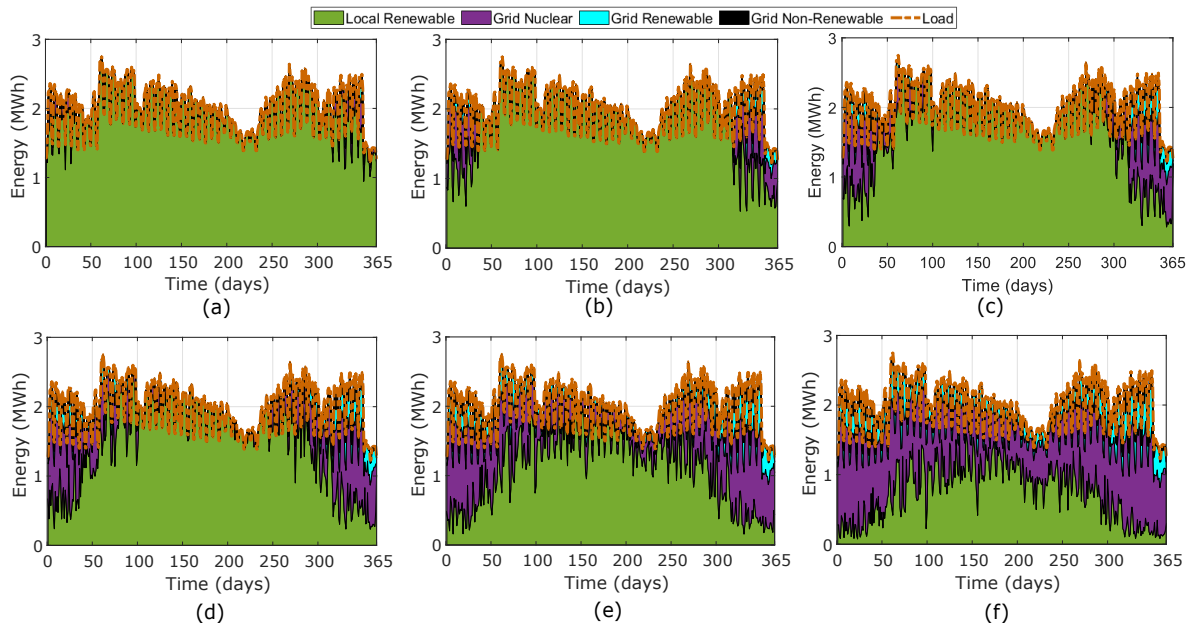 Local Renewable Grid Nuclear Grid Renewable Grid Non-Renewable Load
3
2
1
0
Energy (MWh)
0 50 100 150 200 250 300 365
Time (days)
(a)
3
2
1
0
Energy (MWh)
0 50 100 150 200 250 300 365
Time (days)
(b)
3
2
1
0
Energy (MWh)
0 50 100 150 200 250 300 365
Time (days)
(c)
3
2
1
0
Energy (MWh)
0 50 100 150 200 250 300 365
Time (days)
(d)
3
2
1
0
Energy (MWh)
0 50 100 150 200 250 300 365
Time (days)
(e)
3
2
1
0
Energy (MWh)
0 50 100 150 200 250 300 365
Time (days)
(f)